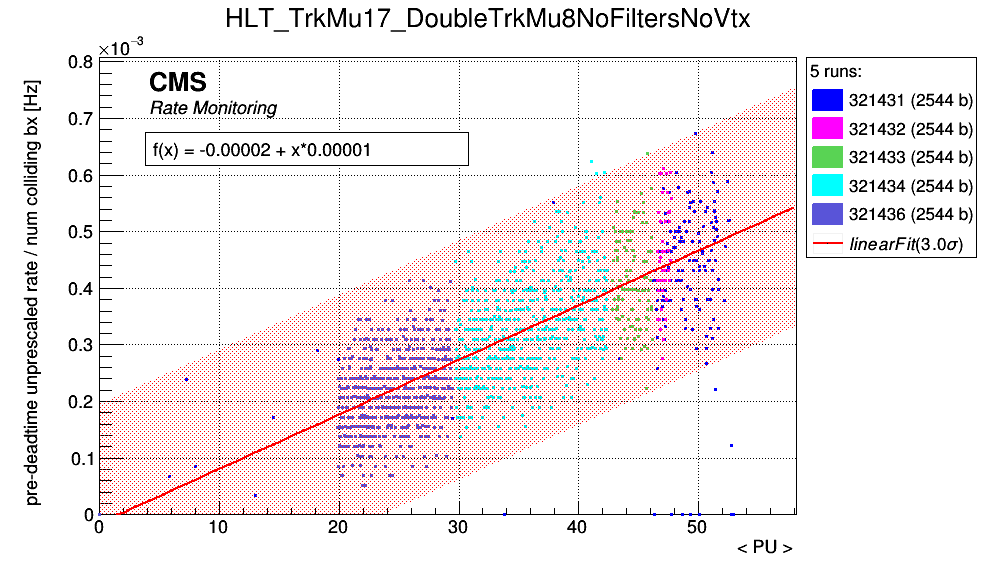 HLT_TrkMu17_DoubleTrkMu8NoFiltersNoVtx
×10⁻³
CMS
Rate Monitoring
f(x) = -0.00002 + x*0.00001
pre-deadtime unprescaled rate / num colliding bx [Hz]
0.8
0.7
0.6
0.5
0.4
0.3
0.2
0.1
0
0 10 20 30 40 50
< PU >
5 runs:
321431 (2544 b)
321432 (2544 b)
321433 (2544 b)
321434 (2544 b)
321436 (2544 b)
linearFit(3.0σ)